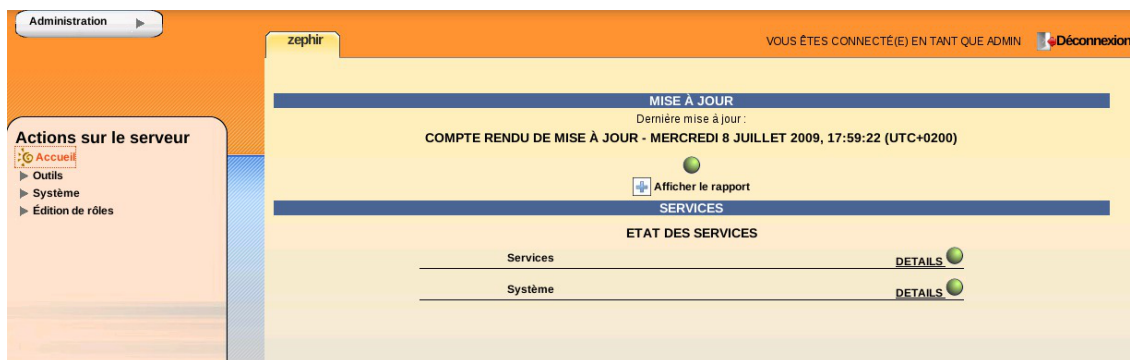 Administration
zephir
VOUS ÊTES CONNECTÉ(E) EN TANT QUE ADMIN
Déconnexion
Actions sur le serveur
Accueil
Outils
Système
Édition de rôles
MISE À JOUR
Dernière mise à jour :
COMPTE RENDU DE MISE À JOUR - MERCREDI 8 JUILLET 2009, 17:59:22 (UTC+0200)
Afficher le rapport
SERVICES
ETAT DES SERVICES
Services DETAILS
Système DETAILS